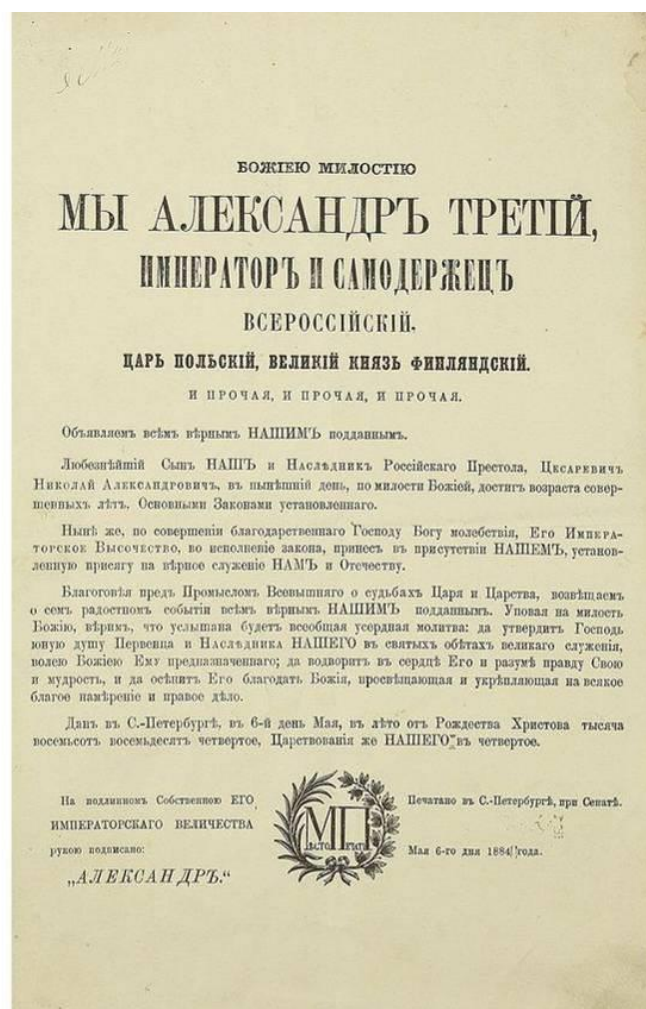 БОЖІЕЮ МИЛОСТІЮ
МЫ АЛЕКСАНДРЪ ТРЕТІЙ,
ИМПЕРАТОРЪ И САМОДЕРЖЕЦЪ
ВСЕРОССІЙСКІЙ,
ЦАРЬ ПОЛЬСКІЙ, ВЕЛИКІЙ КНЯЗЬ ФИНЛЯНДСКІЙ.
И ПРОЧАЯ, И ПРОЧАЯ, И ПРОЧАЯ.
Объявляемъ всѣмъ вѣрнымъ НАШИМЪ подданнымъ.
Любезнѣйшій Сынъ НАШЪ и Наслѣдникъ Россійскаго Престола, Цесаревичъ
Николай Александровичъ, въ нынѣшній день, по милости Божіей, достигъ возраста совер-
шенныхъ лѣтъ, Основными Законами установленнаго.
Нынѣ же, по совершеніи благодарственнаго Господу Богу молебствія, Его Импера-
торское Высочество, во исполненіе закона, принесъ въ присутствіи НАШЕМЪ, установ-
ленную присягу на вѣрное служеніе НАМЪ и Отечеству.
Благоговѣя предъ Промысломъ Всевышняго о судьбахъ Царя и Царства, возвѣщаемъ
о семъ радостномъ событіи всѣмъ вѣрнымъ НАШИМЪ подданнымъ. Уповая на милость
Божію, вѣримъ, что услышана будетъ всеобщая усердная молитва: да утвердитъ Господь
юную душу Первенца и Наслѣдника НАШЕГО въ святыхъ обѣтахъ великаго служенія,
волею Божіею Ему предназначеннаго; да водворитъ въ сердцѣ Его и разумѣ правду Свою
и мудрость, и да осѣнитъ Его благодать Божія, просвѣщающая и укрѣпляющая на всякое
благое намѣреніе и правое дѣло.
Данъ въ С.-Петербургѣ, въ 6-й день Мая, въ лѣто отъ Рождества Христова тысяча
восемьсотъ восемьдесятъ четвертое, Царствованія же НАШЕГО въ четвертое.
На подлинномъ Собственною ЕГО
ИМПЕРАТОРСКАГО ВЕЛИЧЕСТВА
рукою подписано:
„АЛЕКСАНДРЪ.“
МѢСТО ПЕЧАТИ
Печатано въ С.-Петербургѣ, при Сенатѣ.
Мая 6-го дня 1884 года.